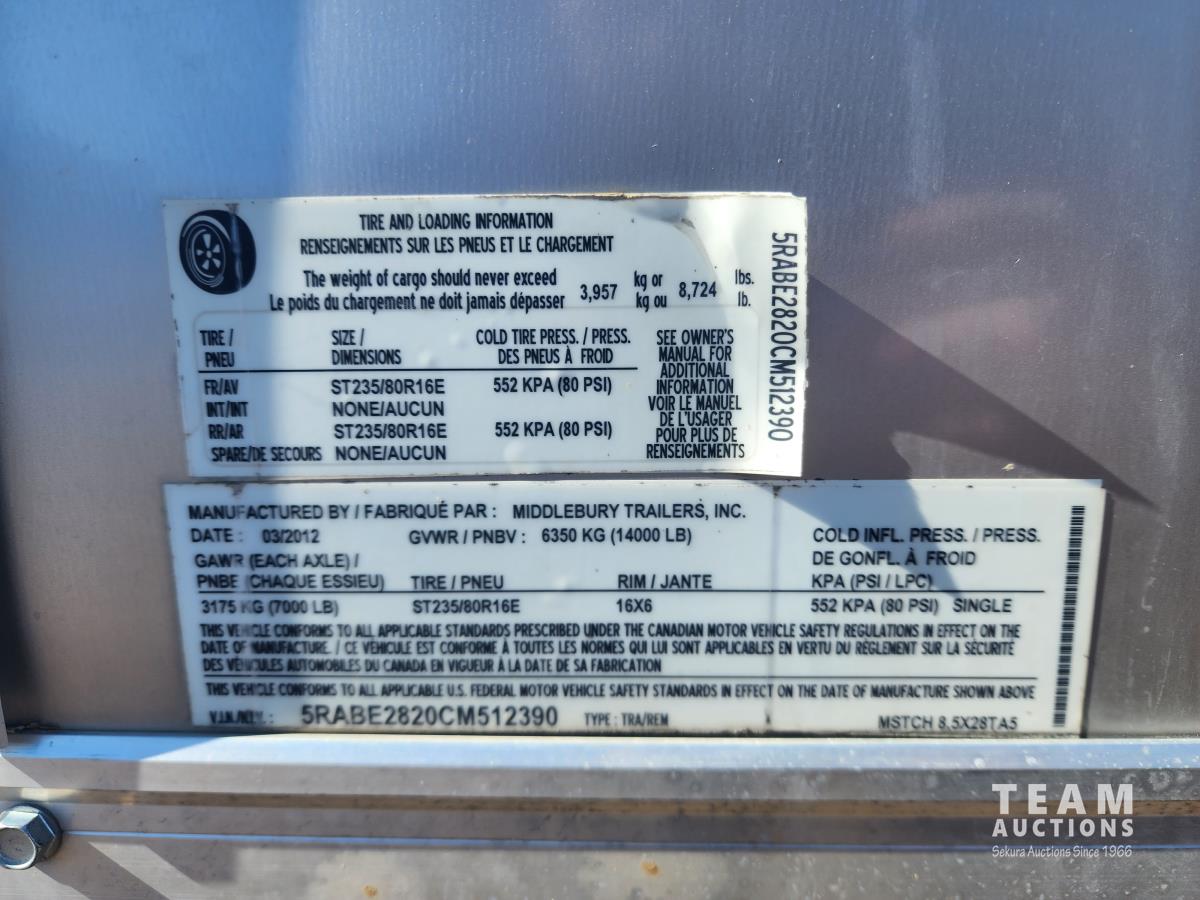 TIRE AND LOADING INFORMATION
RENSEIGNEMENTS SUR LES PNEUS ET LE CHARGEMENT
The weight of cargo should never exceed
Le poids du chargement ne doit jamais dépasser
3,957 kg or kg ou 8,724 lbs. lb.
TIRE / PNEU SIZE / DIMENSIONS COLD TIRE PRESS. / PRESS. DES PNEUS À FROID
FR/AV ST235/80R16E 552 KPA (80 PSI)
INT/INT NONE/AUCUN
RR/AR ST235/80R16E 552 KPA (80 PSI)
SPARE/DE SECOURS NONE/AUCUN
SEE OWNER'S
MANUAL FOR
ADDITIONAL
INFORMATION
VOIR LE MANUEL
DE L'USAGER
POUR PLUS DE
RENSEIGNEMENTS
5RABE2820CM512390
MANUFACTURED BY / FABRIQUÉ PAR : MIDDLEBURY TRAILERS, INC.
DATE : 03/2012 GVWR / PNBV : 6350 KG (14000 LB) COLD INFL. PRESS. / PRESS.
GAWR (EACH AXLE) / DE GONFL. À FROID
PNBE (CHAQUE ESSIEU) TIRE / PNEU RIM / JANTE KPA (PSI / LPC)
3175 KG (7000 LB) ST235/80R16E 16X6 552 KPA (80 PSI) SINGLE
THIS VEHICLE CONFORMS TO ALL APPLICABLE STANDARDS PRESCRIBED UNDER THE CANADIAN MOTOR VEHICLE SAFETY REGULATIONS IN EFFECT ON THE
DATE OF MANUFACTURE. / CE VÉHICULE EST CONFORME À TOUTES LES NORMES QUI LUI SONT APPLICABLES EN VERTU DU RÈGLEMENT SUR LA SÉCURITÉ
DES VÉHICULES AUTOMOBILES DU CANADA EN VIGUEUR À LA DATE DE SA FABRICATION
THIS VEHICLE CONFORMS TO ALL APPLICABLE U.S. FEDERAL MOTOR VEHICLE SAFETY STANDARDS IN EFFECT ON THE DATE OF MANUFACTURE SHOWN ABOVE
V.I.N./N.I.V. : 5RABE2820CM512390 TYPE : TRA/REM MSTCH 8.5X28TA5
TEAM
AUCTIONS
Sekura Auctions Since 1966